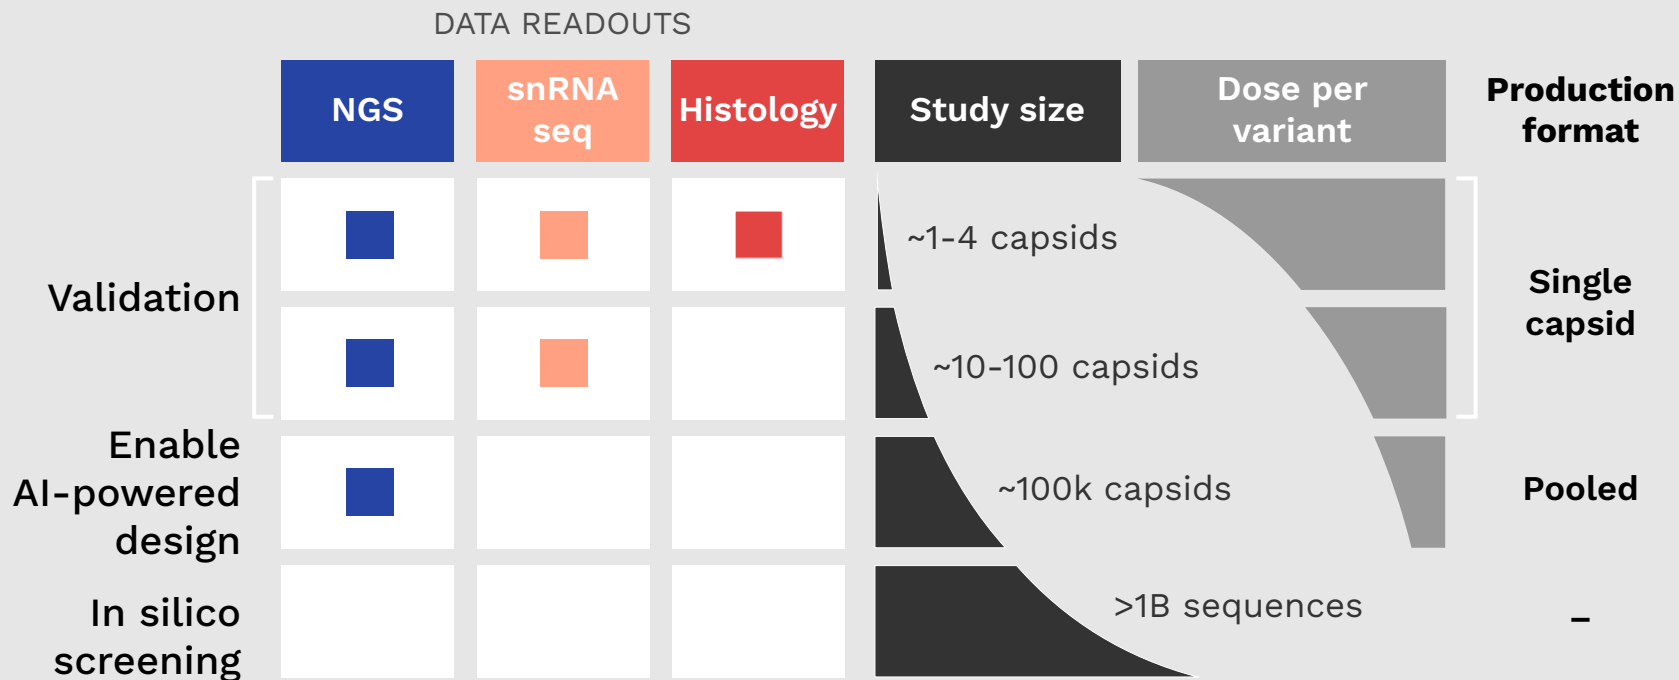 DATA READOUTS
NGS
snRNA
seq
Histology
Study size
Dose per
variant
Production
format
Validation
~1-4 capsids
~10-100 capsids
Single
capsid
Enable
AI-powered
design
~100k capsids
Pooled
In silico
screening
>1B sequences
–